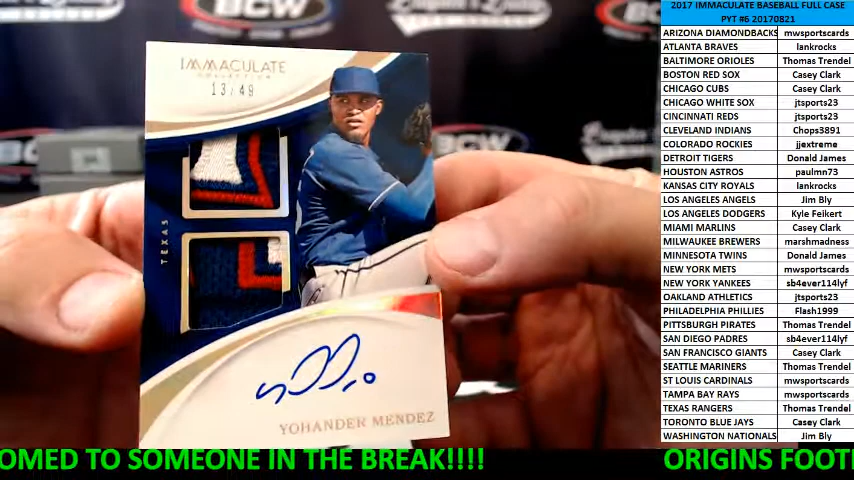 2017 IMMACULATE BASEBALL FULL CASE
PYT #6 20170821
ARIZONA DIAMONDBACKS mwsportscards
ATLANTA BRAVES lankrocks
BALTIMORE ORIOLES Thomas Trendel
BOSTON RED SOX Casey Clark
CHICAGO CUBS Casey Clark
CHICAGO WHITE SOX jtsports23
CINCINNATI REDS jtsports23
CLEVELAND INDIANS Chops3891
COLORADO ROCKIES jjextreme
DETROIT TIGERS Donald James
HOUSTON ASTROS paulmn73
KANSAS CITY ROYALS lankrocks
LOS ANGELES ANGELS Jim Bly
LOS ANGELES DODGERS Kyle Feikert
MIAMI MARLINS Casey Clark
MILWAUKEE BREWERS marshmadness
MINNESOTA TWINS Donald James
NEW YORK METS mwsportscards
NEW YORK YANKEES sb4ever114lyf
OAKLAND ATHLETICS jtsports23
PHILADELPHIA PHILLIES Flash1999
PITTSBURGH PIRATES Thomas Trendel
SAN DIEGO PADRES sb4ever114lyf
SAN FRANCISCO GIANTS Casey Clark
SEATTLE MARINERS Thomas Trendel
ST LOUIS CARDINALS mwsportscards
TAMPA BAY RAYS mwsportscards
TEXAS RANGERS Thomas Trendel
TORONTO BLUE JAYS Casey Clark
WASHINGTON NATIONALS Jim Bly
IMMACULATE
COLLECTION
13/49
TEXAS
YOHANDER MENDEZ
BCW
BCW
BCW
OMED TO SOMEONE IN THE BREAK!!!! ORIGINS FOOT